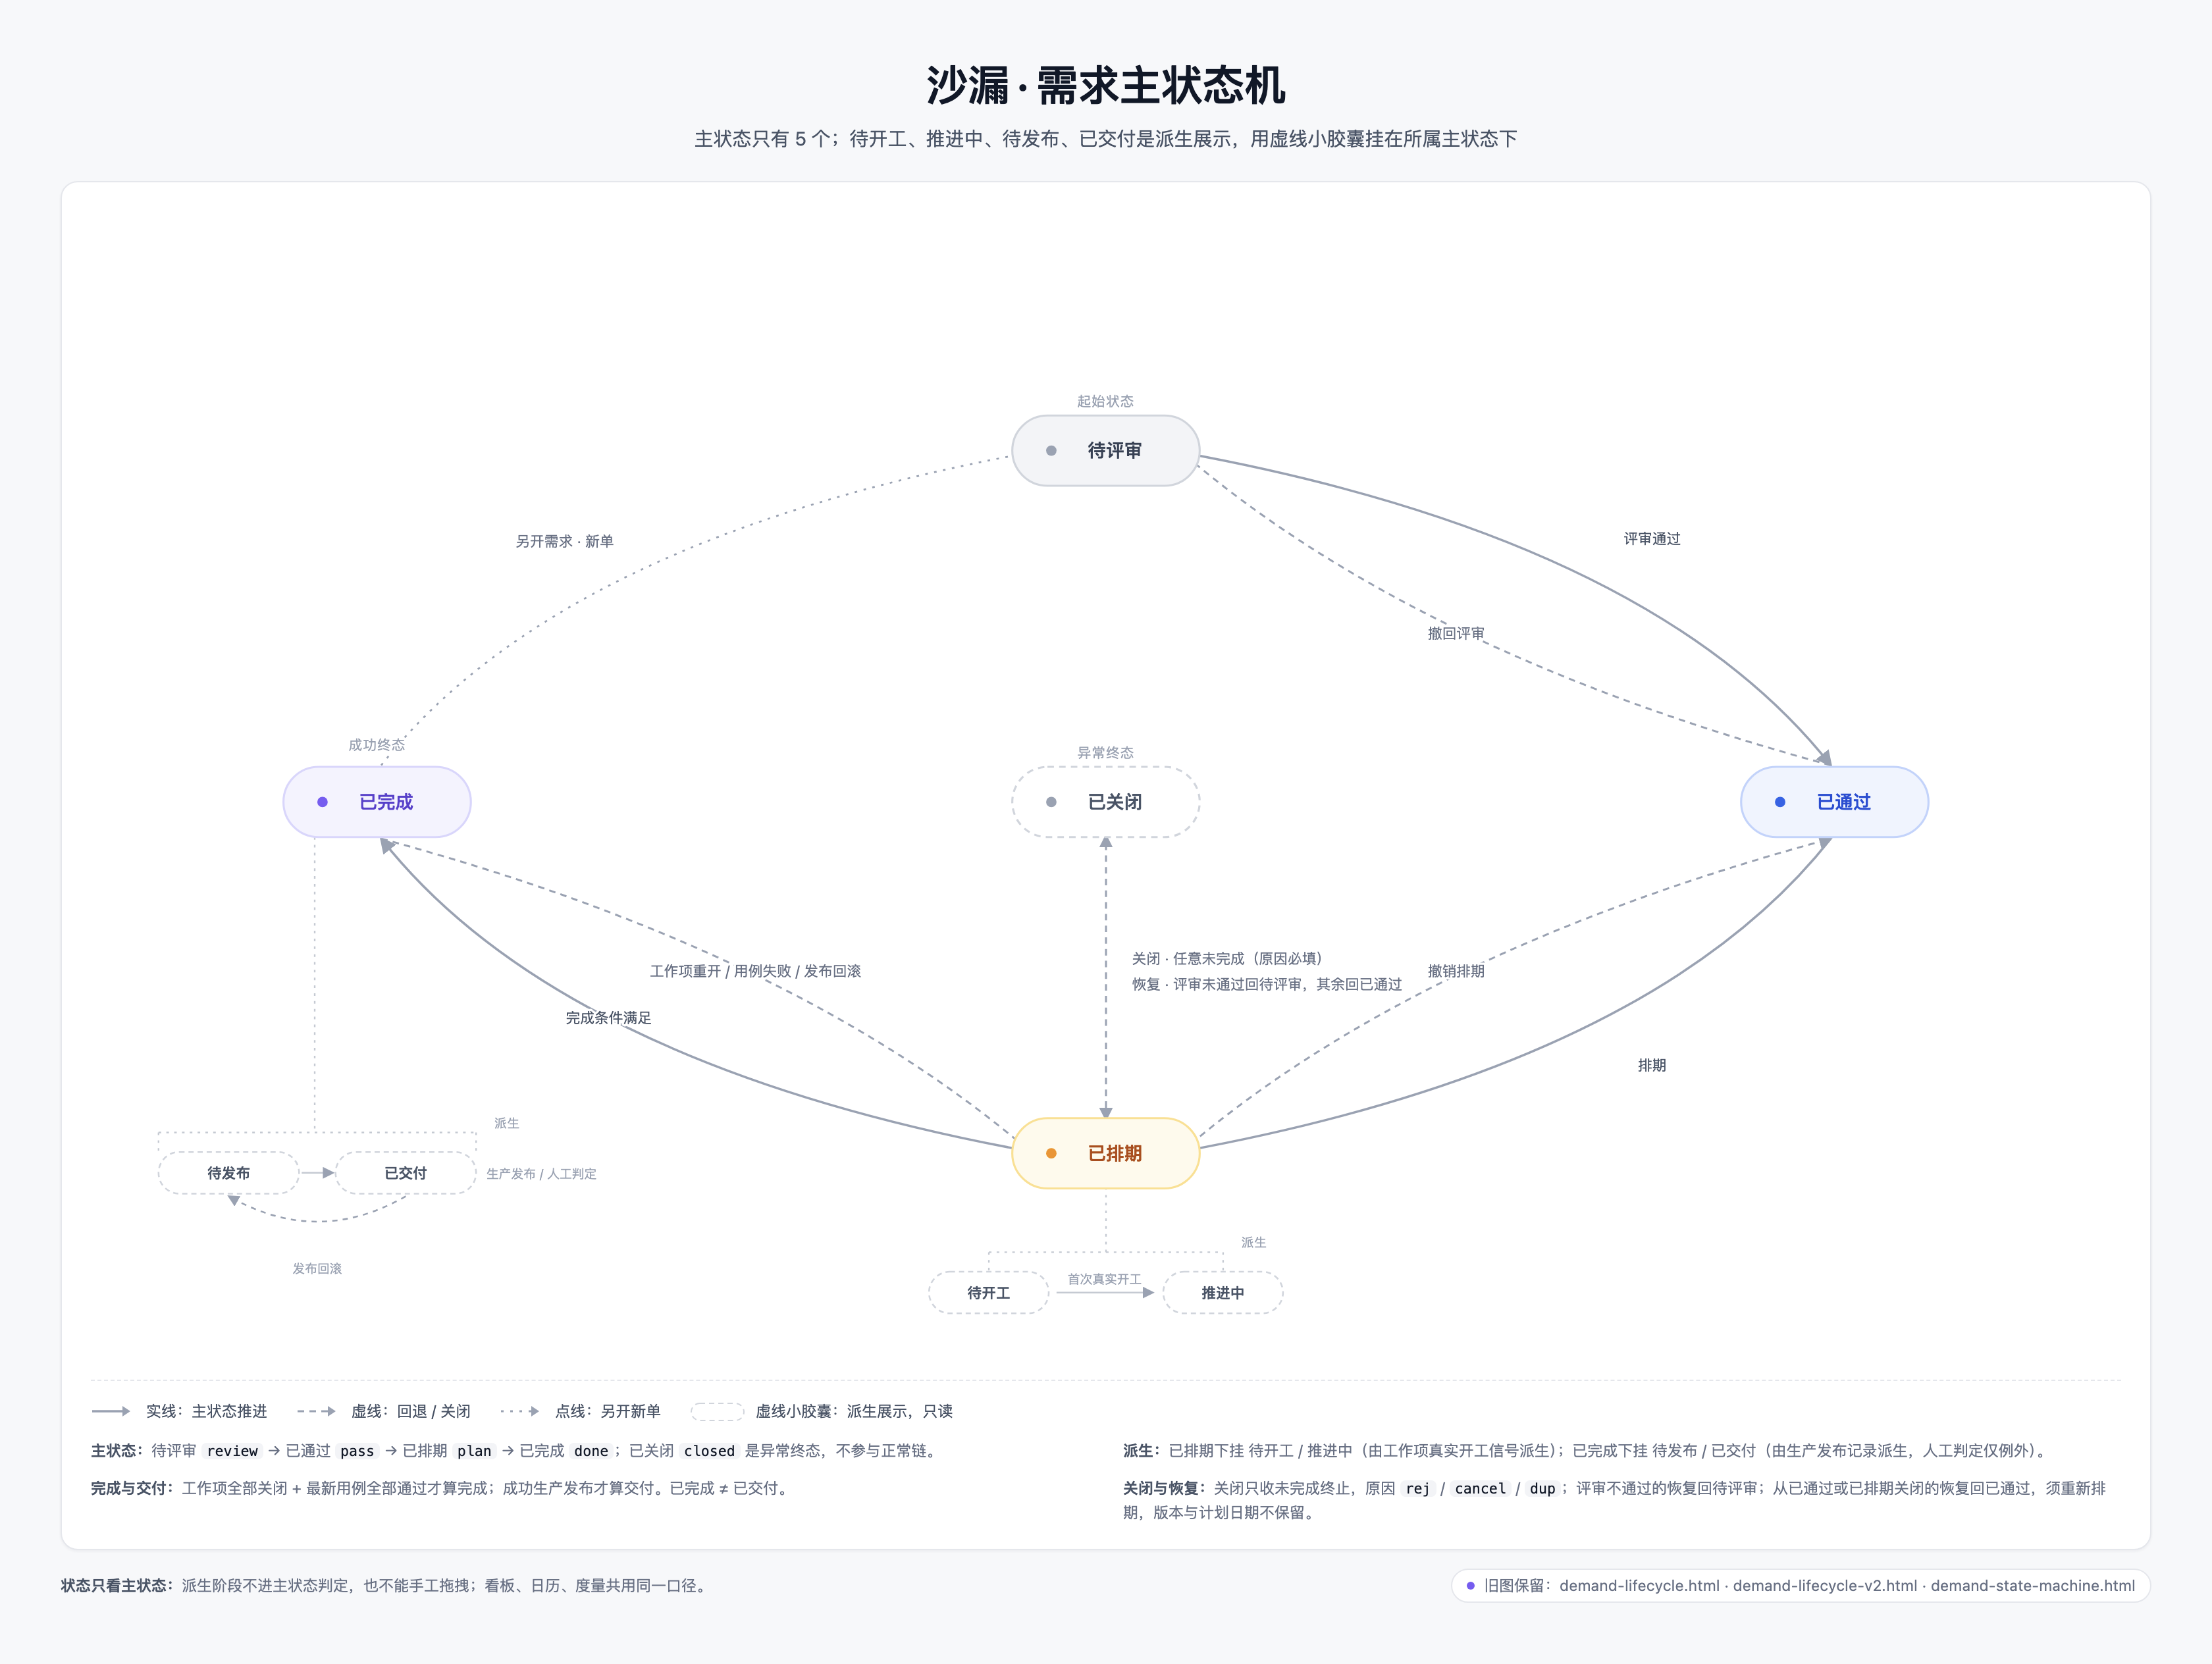 沙漏·需求主状态机
主状态只有 5 个；待开工、推进中、待发布、已交付是派生展示，用虚线小胶囊挂在所属主状态下
起始状态
待评审
另开需求 · 新单
评审通过
撤回评审
成功终态
异常终态
已完成
已关闭
已通过
关闭 · 任意未完成（原因必填）
工作项重开 / 用例失败 / 发布回滚
撤销排期
恢复 · 评审未通过回待评审，其余回已通过
完成条件满足
排期
派生
已排期
待发布
已交付
生产发布 / 人工判定
派生
发布回滚
首次真实开工
待开工
推进中
实线：主状态推进
虚线：回退 / 关闭
点线：另开新单
虚线小胶囊：派生展示，只读
主状态：待评审 review → 已通过 pass → 已排期 plan → 已完成 done；已关闭 closed 是异常终态，不参与正常链。
派生：已排期下挂 待开工 / 推进中（由工作项真实开工信号派生）；已完成下挂 待发布 / 已交付（由生产发布记录派生，人工判定仅例外）。
完成与交付：工作项全部关闭 + 最新用例全部通过才算完成；成功生产发布才算交付。已完成 ≠ 已交付。
关闭与恢复：关闭只收未完成终止，原因 rej / cancel / dup；评审不通过的恢复回待评审；从已通过或已排期关闭的恢复回已通过，须重新排
期，版本与计划日期不保留。
状态只看主状态：派生阶段不进主状态判定，也不能手工拖拽；看板、日历、度量共用同一口径。
旧图保留：demand-lifecycle.html · demand-lifecycle-v2.html · demand-state-machine.html